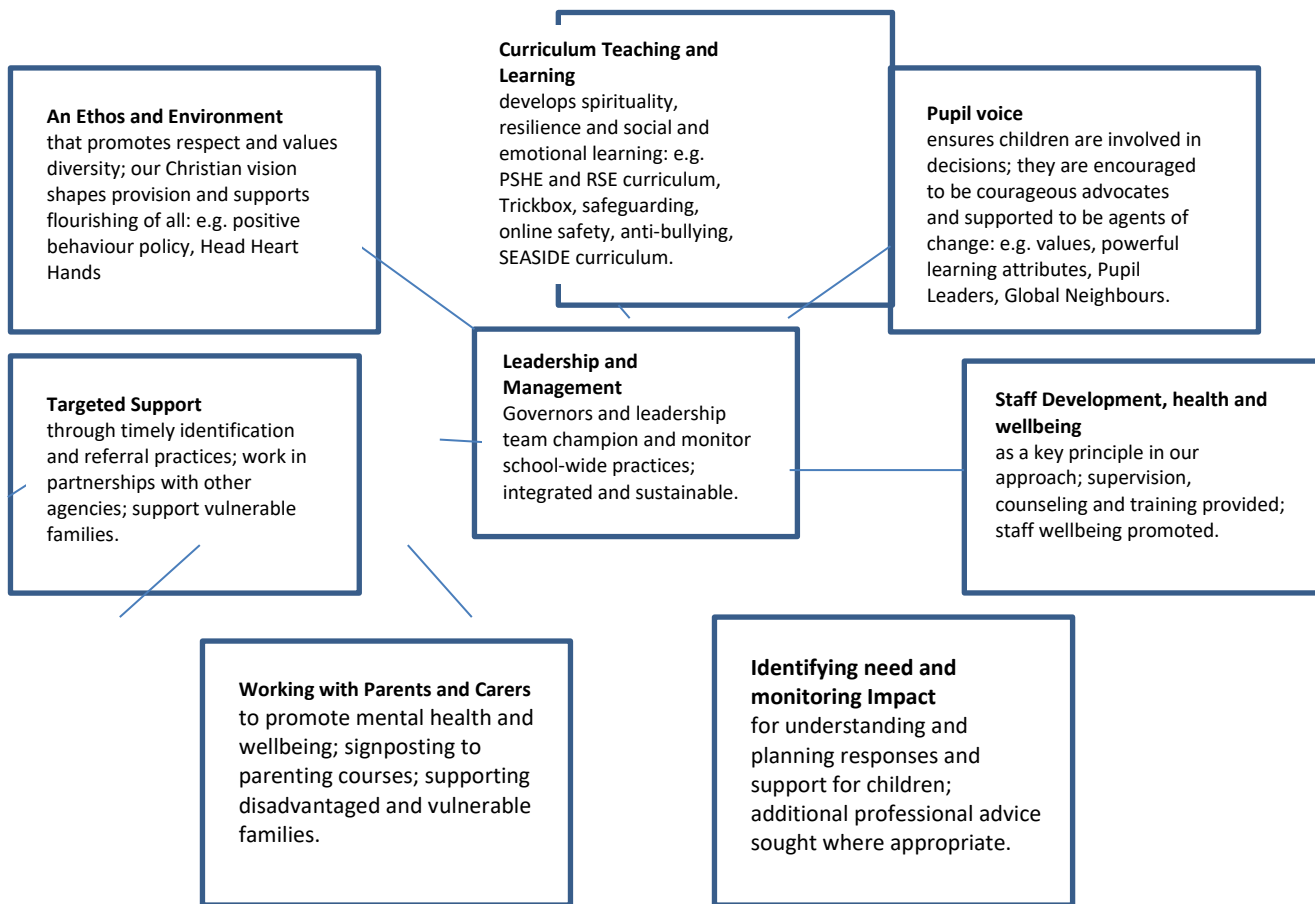 Curriculum Teaching and
Learning
develops spirituality,
resilience and social and
emotional learning: e.g.
PSHE and RSE curriculum,
Trickbox, safeguarding,
online safety, anti-bullying,
SEASIDE curriculum.
An Ethos and Environment
that promotes respect and values
diversity; our Christian vision
shapes provision and supports
flourishing of all: e.g. positive
behaviour policy, Head Heart
Hands
Pupil voice
ensures children are involved in
decisions; they are encouraged
to be courageous advocates
and supported to be agents of
change: e.g. values, powerful
learning attributes, Pupil
Leaders, Global Neighbours.
Leadership and
Management
Governors and leadership
team champion and monitor
school-wide practices;
integrated and sustainable.
Targeted Support
through timely identification
and referral practices; work in
partnerships with other
agencies; support vulnerable
families.
Staff Development, health and
wellbeing
as a key principle in our
approach; supervision,
counseling and training provided;
staff wellbeing promoted.
Working with Parents and Carers
to promote mental health and
wellbeing; signposting to
parenting courses; supporting
disadvantaged and vulnerable
families.
Identifying need and
monitoring Impact
for understanding and
planning responses and
support for children;
additional professional advice
sought where appropriate.